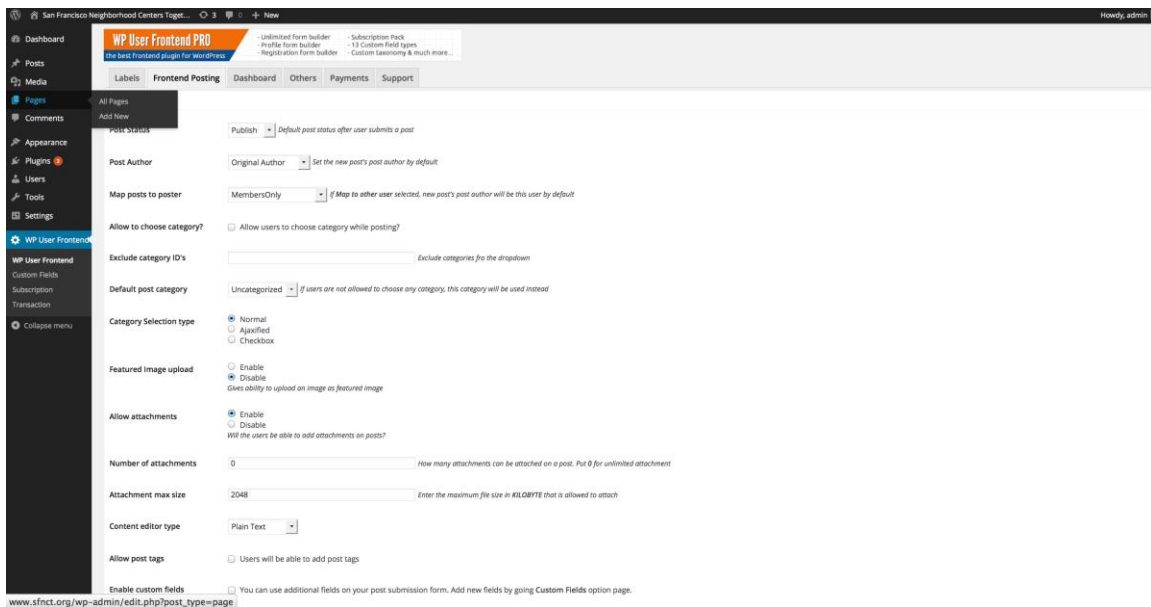 San Francisco Neighborhood Centers Toget... 3 0 + New Howdy, admin
Dashboard
Posts
Media
Pages
Comments
Appearance
Plugins 3
Users
Tools
Settings
WP User Frontend
WP User Frontend
Custom Fields
Subscription
Transaction
Collapse menu
All Pages
Add New
WP User Frontend PRO
the best frontend plugin for WordPress
- Unlimited form builder - Subscription Pack
- Profile form builder - 13 Custom field types
- Registration form builder - Custom taxonomy & much more...
Labels Frontend Posting Dashboard Others Payments Support
Post Status Publish Default post status after user submits a post
Post Author Original Author Set the new post's post author by default
Map posts to poster MembersOnly If Map to other user selected, new post's post author will be this user by default
Allow to choose category? Allow users to choose category while posting?
Exclude category ID's Exclude categories fro the dropdown
Default post category Uncategorized If users are not allowed to choose any category, this category will be used instead
Category Selection type Normal
Ajaxified
Checkbox
Featured Image upload Enable
Disable
Gives ability to upload an image as featured image
Allow attachments Enable
Disable
Will the users be able to add attachments on posts?
Number of attachments 0 How many attachments can be attached on a post. Put 0 for unlimited attachment
Attachment max size 2048 Enter the maximum file size in KILOBYTE that is allowed to attach
Content editor type Plain Text
Allow post tags Users will be able to add post tags
Enable custom fields You can use additional fields on your post submission form. Add new fields by going Custom Fields option page.
www.sfnct.org/wp-admin/edit.php?post_type=page